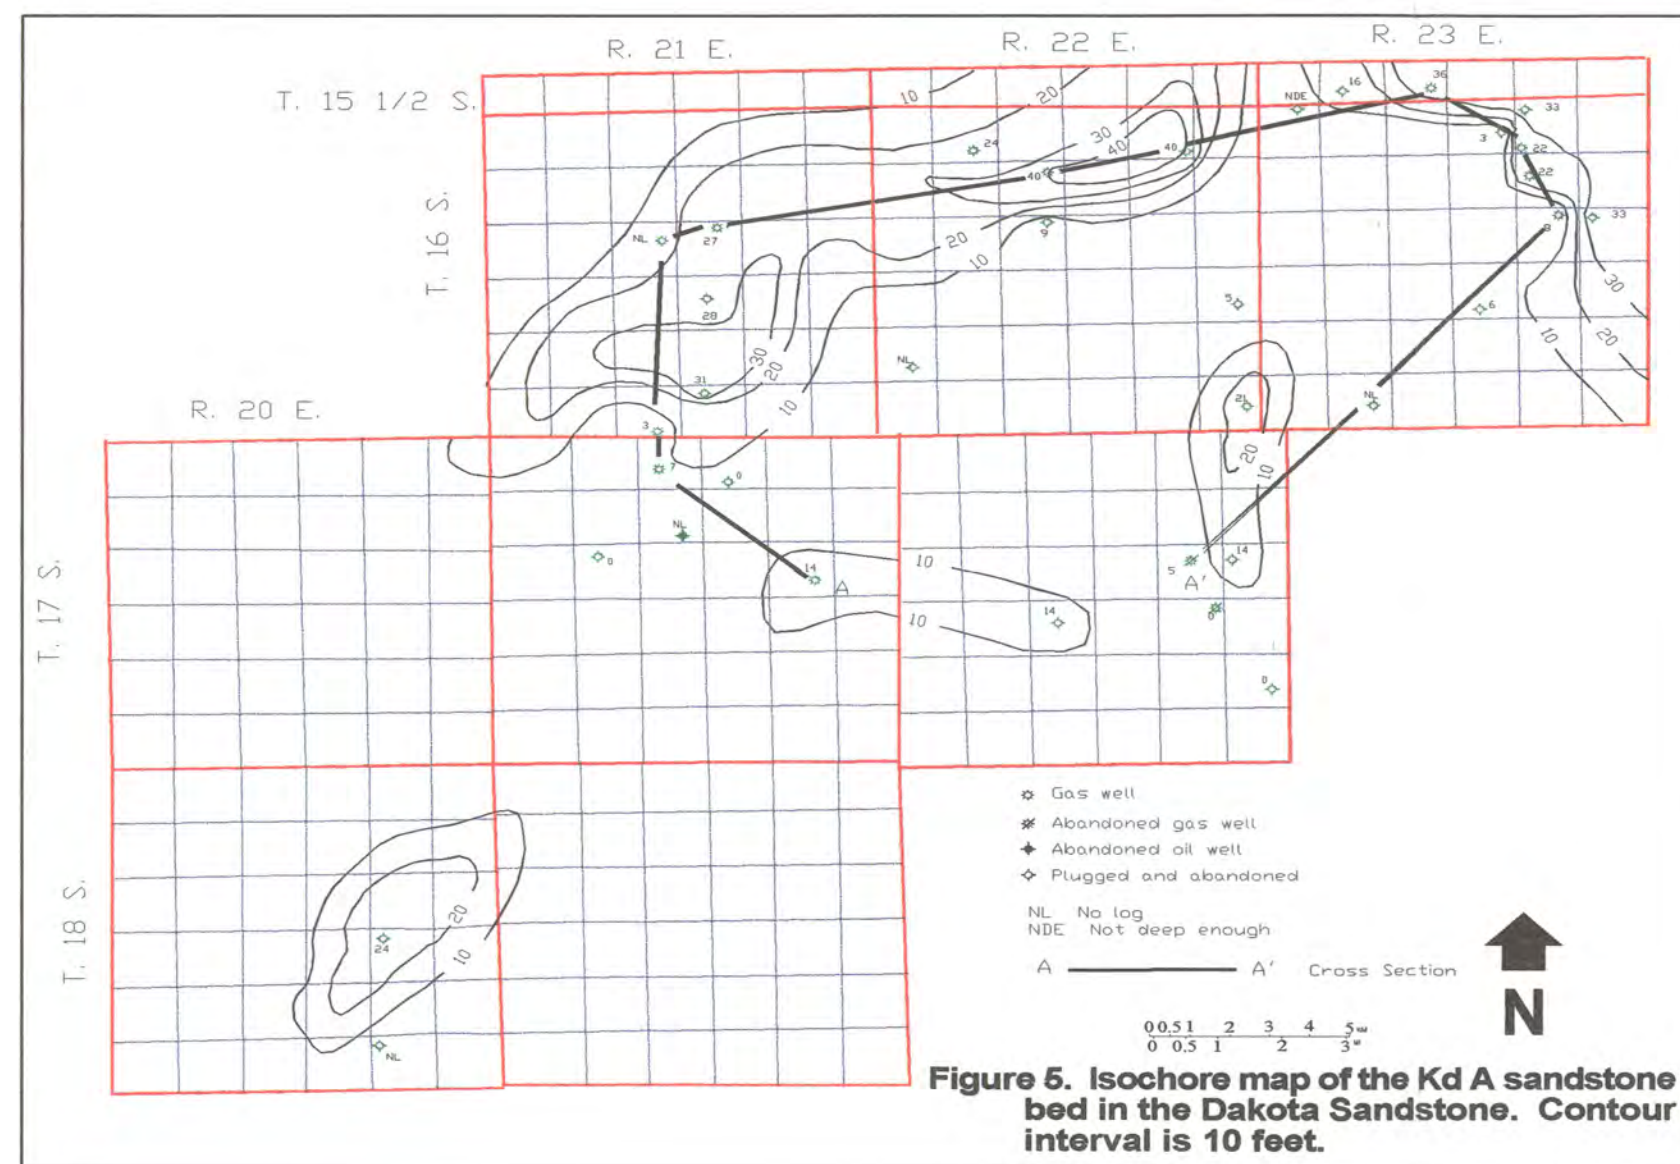 R. 21 E.
R. 22 E.
R. 23 E.
T. 15 1/2 S.
10
20
16
36
NDE
33
3
22
22
24
30
40
40
40
T. 16 S.
NL
27
20
10
9
8
33
28
5
6
30
10
20
30
20
31
10
NL
21
NL
R. 20 E.
3
7
0
20
10
NL
0
T. 17 S.
14
A
10
10
14
5
14
A'
0
0
Gas well
Abandoned gas well
Abandoned oil well
Plugged and abandoned
NL No log
NDE Not deep enough
A A' Cross Section
N
T. 18 S.
20
24
10
NL
0 0.5 1 2 3 4 5 KM
0 0.5 1 2 3 M
Figure 5. Isochore map of the Kd A sandstone
bed in the Dakota Sandstone. Contour
interval is 10 feet.